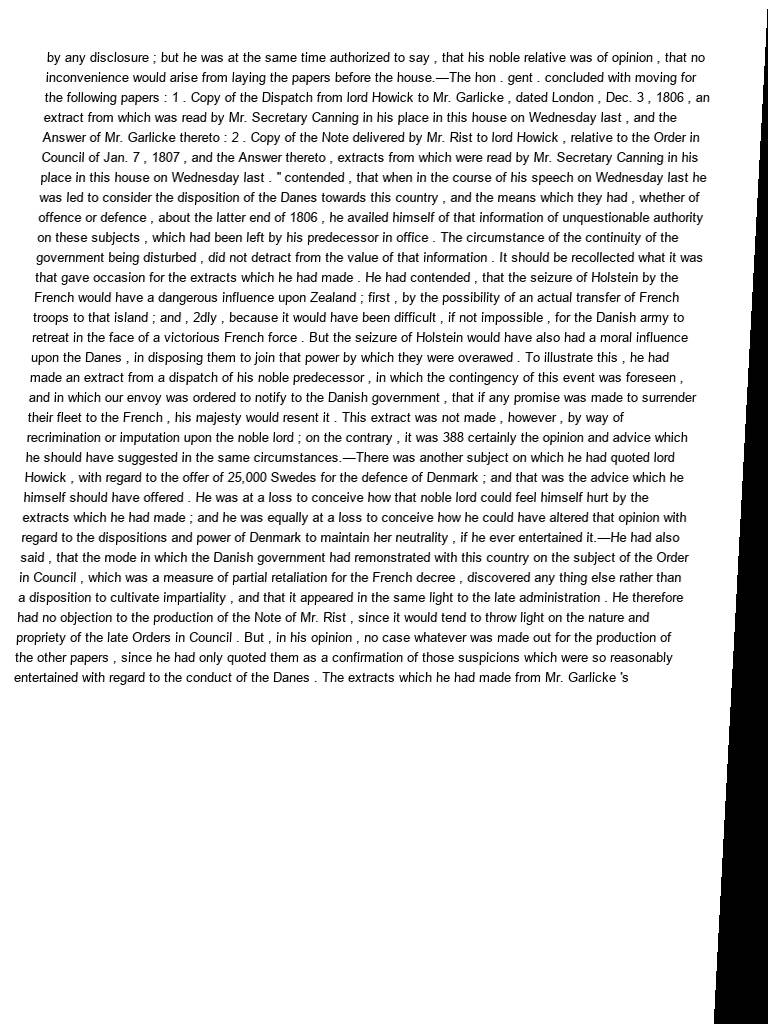 by any disclosure ; but he was at the same time authorized to say , that his noble relative was of opinion , that no
inconvenience would arise from laying the papers before the house.—The hon . gent . concluded with moving for
the following papers : 1 . Copy of the Dispatch from lord Howick to Mr. Garlicke , dated London , Dec. 3 , 1806 , an
extract from which was read by Mr. Secretary Canning in his place in this house on Wednesday last , and the
Answer of Mr. Garlicke thereto : 2 . Copy of the Note delivered by Mr. Rist to lord Howick , relative to the Order in
Council of Jan. 7 , 1807 , and the Answer thereto , extracts from which were read by Mr. Secretary Canning in his
place in this house on Wednesday last . " contended , that when in the course of his speech on Wednesday last he
was led to consider the disposition of the Danes towards this country , and the means which they had , whether of
offence or defence , about the latter end of 1806 , he availed himself of that information of unquestionable authority
on these subjects , which had been left by his predecessor in office . The circumstance of the continuity of the
government being disturbed , did not detract from the value of that information . It should be recollected what it was
that gave occasion for the extracts which he had made . He had contended , that the seizure of Holstein by the
French would have a dangerous influence upon Zealand ; first , by the possibility of an actual transfer of French
troops to that island ; and , 2dly , because it would have been difficult , if not impossible , for the Danish army to
retreat in the face of a victorious French force . But the seizure of Holstein would have also had a moral influence
upon the Danes , in disposing them to join that power by which they were overawed . To illustrate this , he had
made an extract from a dispatch of his noble predecessor , in which the contingency of this event was foreseen ,
and in which our envoy was ordered to notify to the Danish government , that if any promise was made to surrender
their fleet to the French , his majesty would resent it . This extract was not made , however , by way of
recrimination or imputation upon the noble lord ; on the contrary , it was 388 certainly the opinion and advice which
he should have suggested in the same circumstances.—There was another subject on which he had quoted lord
Howick , with regard to the offer of 25,000 Swedes for the defence of Denmark ; and that was the advice which he
himself should have offered . He was at a loss to conceive how that noble lord could feel himself hurt by the
extracts which he had made ; and he was equally at a loss to conceive how he could have altered that opinion with
regard to the dispositions and power of Denmark to maintain her neutrality , if he ever entertained it.—He had also
said , that the mode in which the Danish government had remonstrated with this country on the subject of the Order
in Council , which was a measure of partial retaliation for the French decree , discovered any thing else rather than
a disposition to cultivate impartiality , and that it appeared in the same light to the late administration . He therefore
had no objection to the production of the Note of Mr. Rist , since it would tend to throw light on the nature and
propriety of the late Orders in Council . But , in his opinion , no case whatever was made out for the production of
the other papers , since he had only quoted them as a confirmation of those suspicions which were so reasonably
entertained with regard to the conduct of the Danes . The extracts which he had made from Mr. Garlicke 's